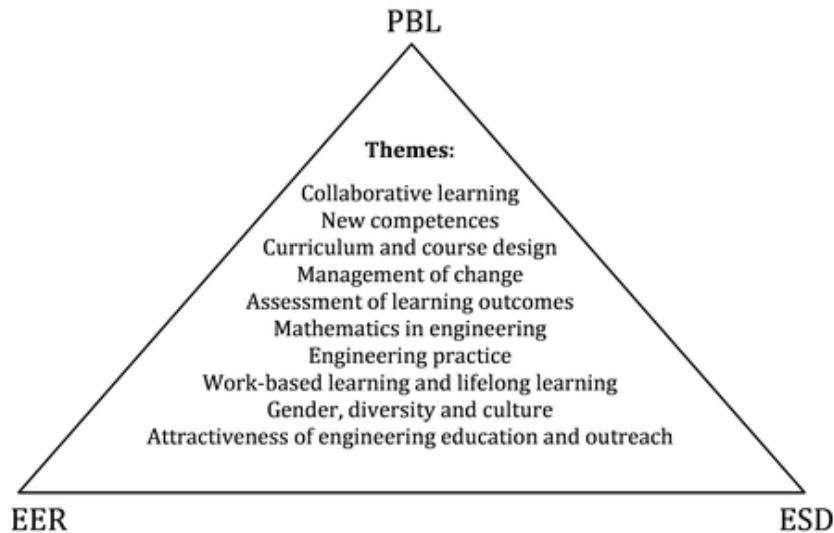 PBL
Themes:
Collaborative learning
New competences
Curriculum and course design
Management of change
Assessment of learning outcomes
Mathematics in engineering
Engineering practice
Work-based learning and lifelong learning
Gender, diversity and culture
Attractiveness of engineering education and outreach
EER
ESD